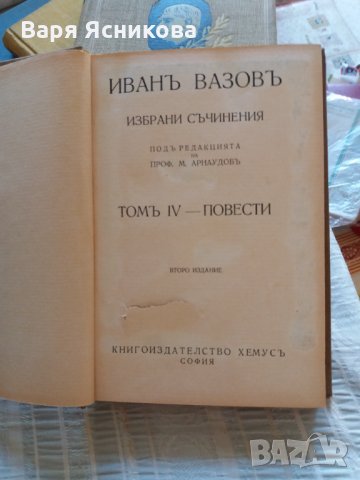 Варя Ясникова
ИВАНЪ ВАЗОВЪ
ИЗБРАНИ СЪЧИНЕНИЯ
ПОДЪ РЕДАКЦИЯТА
НА
ПРОФ. М. АРНАУДОВЪ
ТОМЪ IV — ПОВЕСТИ
ВТОРО ИЗДАНИЕ
КНИГОИЗДАТЕЛСТВО ХЕМУСЪ
СОФИЯ
BAZAR